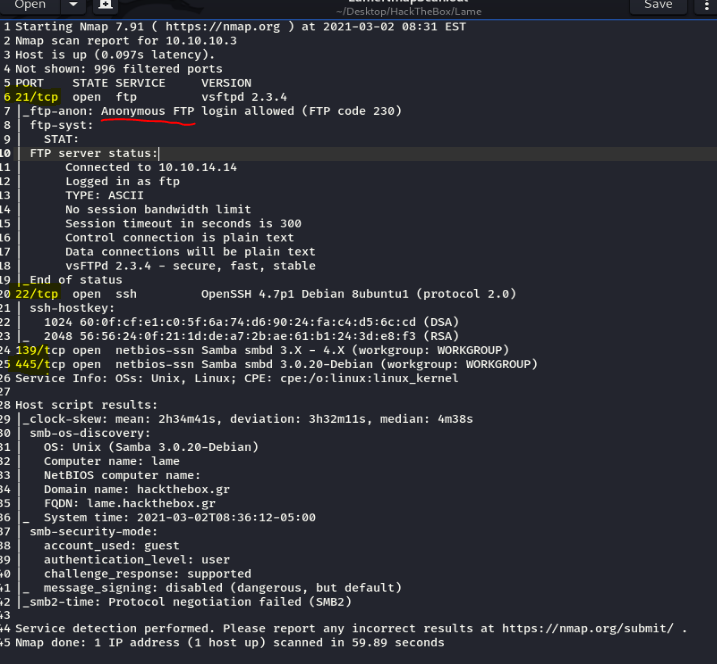 Open
Save
~/Desktop/HackTheBox/Lame
1 Starting Nmap 7.91 ( https://nmap.org ) at 2021-03-02 08:31 EST
2 Nmap scan report for 10.10.10.3
3 Host is up (0.097s latency).
4 Not shown: 996 filtered ports
5 PORT    STATE SERVICE     VERSION
6 21/tcp  open  ftp         vsftpd 2.3.4
7 |_ftp-anon: Anonymous FTP login allowed (FTP code 230)
8 | ftp-syst:
9 |   STAT:
10 | FTP server status:
11 |      Connected to 10.10.14.14
12 |      Logged in as ftp
13 |      TYPE: ASCII
14 |      No session bandwidth limit
15 |      Session timeout in seconds is 300
16 |      Control connection is plain text
17 |      Data connections will be plain text
18 |      vsFTPd 2.3.4 - secure, fast, stable
19 |_End of status
20 22/tcp  open  ssh         OpenSSH 4.7p1 Debian 8ubuntu1 (protocol 2.0)
21 | ssh-hostkey:
22 |   1024 60:0f:cf:e1:c0:5f:6a:74:d6:90:24:fa:c4:d5:6c:cd (DSA)
23 |_  2048 56:56:24:0f:21:1d:de:a7:2b:ae:61:b1:24:3d:e8:f3 (RSA)
24 139/tcp open  netbios-ssn Samba smbd 3.X - 4.X (workgroup: WORKGROUP)
25 445/tcp open  netbios-ssn Samba smbd 3.0.20-Debian (workgroup: WORKGROUP)
26 Service Info: OSs: Unix, Linux; CPE: cpe:/o:linux:linux_kernel
27
28 Host script results:
29 |_clock-skew: mean: 2h34m41s, deviation: 3h32m11s, median: 4m38s
30 | smb-os-discovery:
31 |   OS: Unix (Samba 3.0.20-Debian)
32 |   Computer name: lame
33 |   NetBIOS computer name:
34 |   Domain name: hackthebox.gr
35 |   FQDN: lame.hackthebox.gr
36 |_  System time: 2021-03-02T08:36:12-05:00
37 | smb-security-mode:
38 |   account_used: guest
39 |   authentication_level: user
40 |   challenge_response: supported
41 |_  message_signing: disabled (dangerous, but default)
42 |_smb2-time: Protocol negotiation failed (SMB2)
43
44 Service detection performed. Please report any incorrect results at https://nmap.org/submit/ .
45 Nmap done: 1 IP address (1 host up) scanned in 59.89 seconds